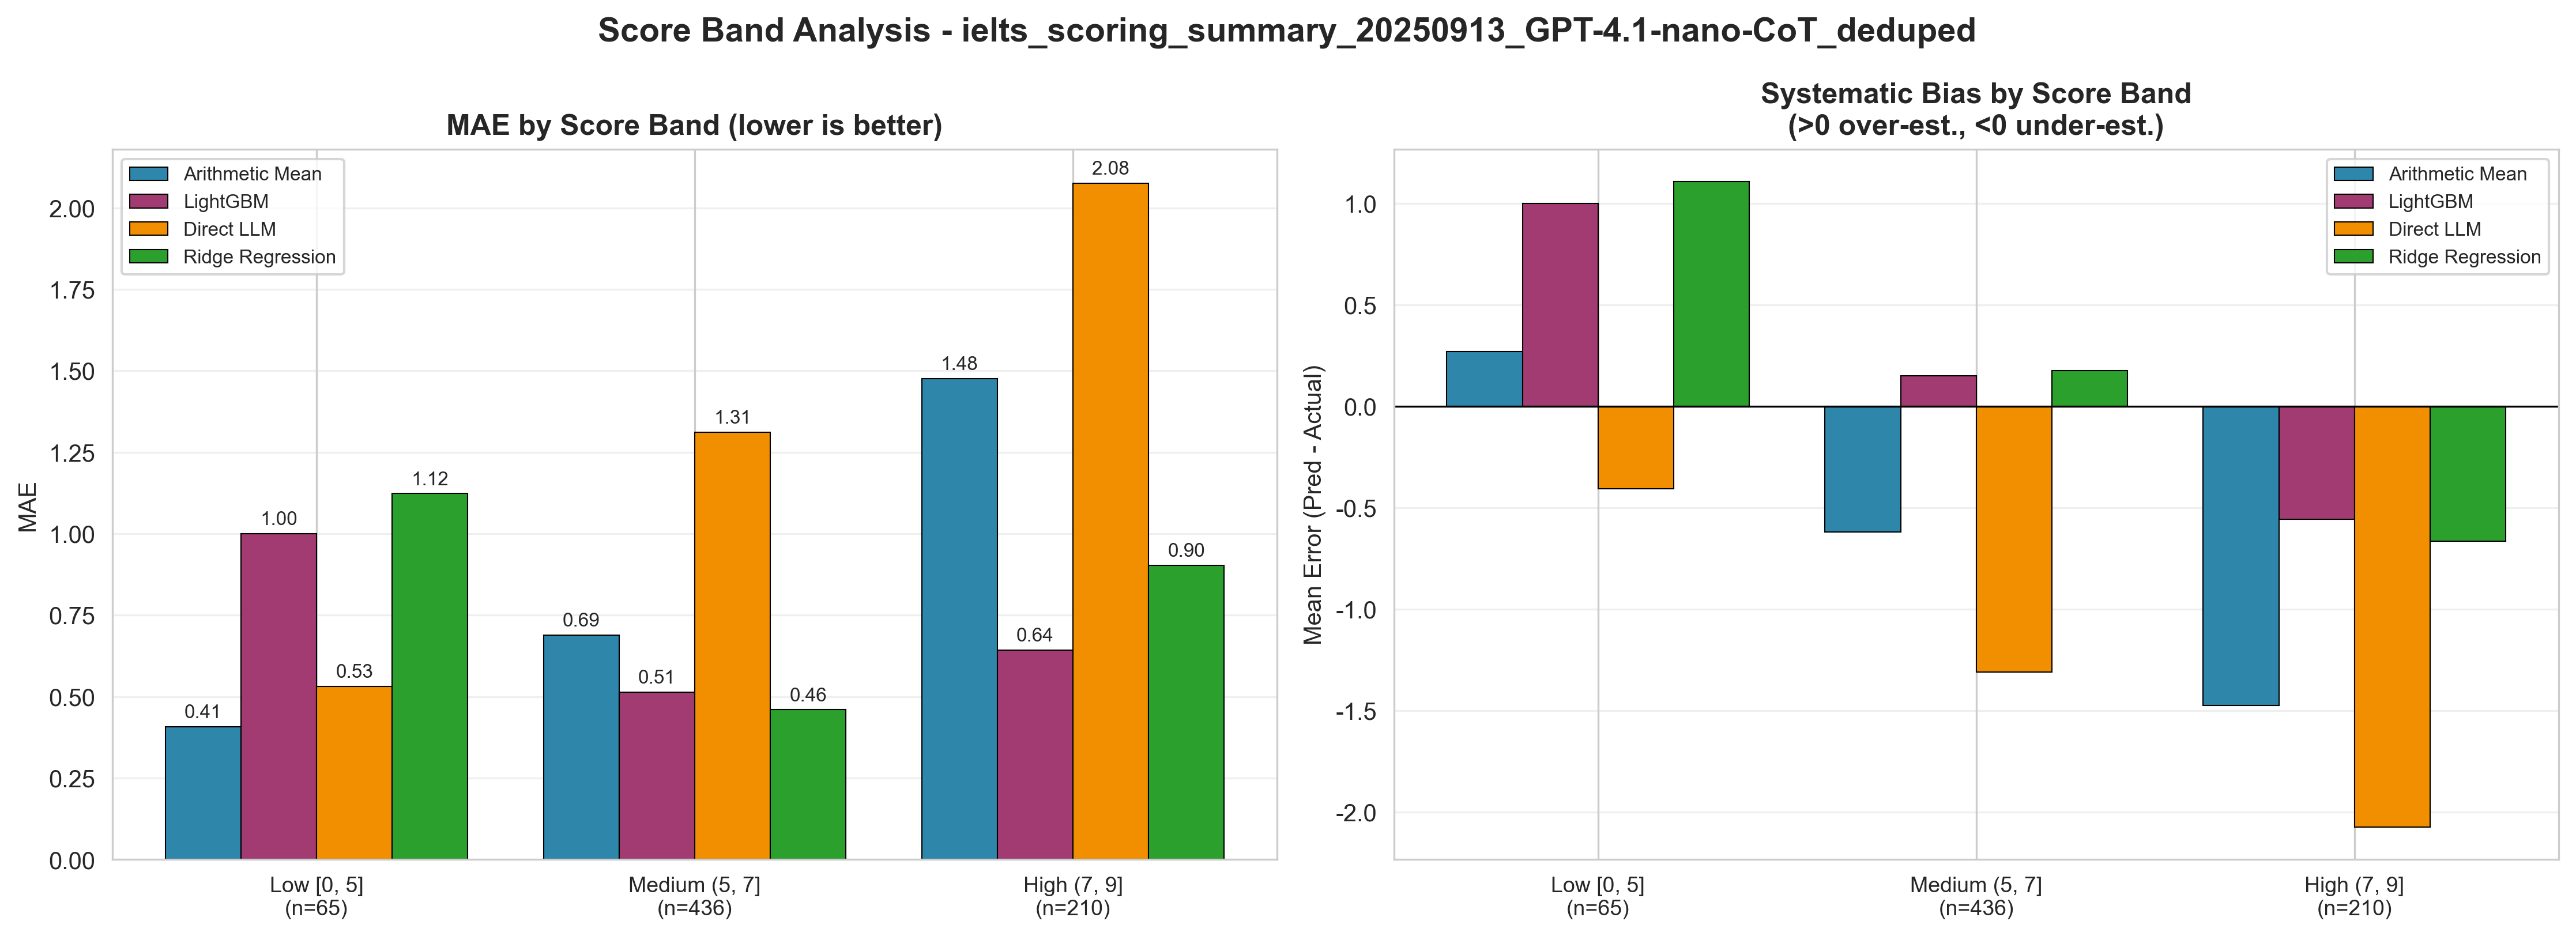 Score Band Analysis - ielts_scoring_summary_20250913_GPT-4.1-nano-CoT_deduped
MAE by Score Band (lower is better)
Arithmetic Mean
LightGBM
Direct LLM
Ridge Regression
MAE
2.00
1.75
1.50
1.25
1.00
0.75
0.50
0.25
0.00
0.41
1.00
0.53
1.12
0.69
0.51
1.31
0.46
1.48
0.64
2.08
0.90
Low [0, 5]
(n=65)
Medium (5, 7]
(n=436)
High (7, 9]
(n=210)
Systematic Bias by Score Band
(>0 over-est., <0 under-est.)
Arithmetic Mean
LightGBM
Direct LLM
Ridge Regression
Mean Error (Pred - Actual)
1.0
0.5
0.0
-0.5
-1.0
-1.5
-2.0
Low [0, 5]
(n=65)
Medium (5, 7]
(n=436)
High (7, 9]
(n=210)